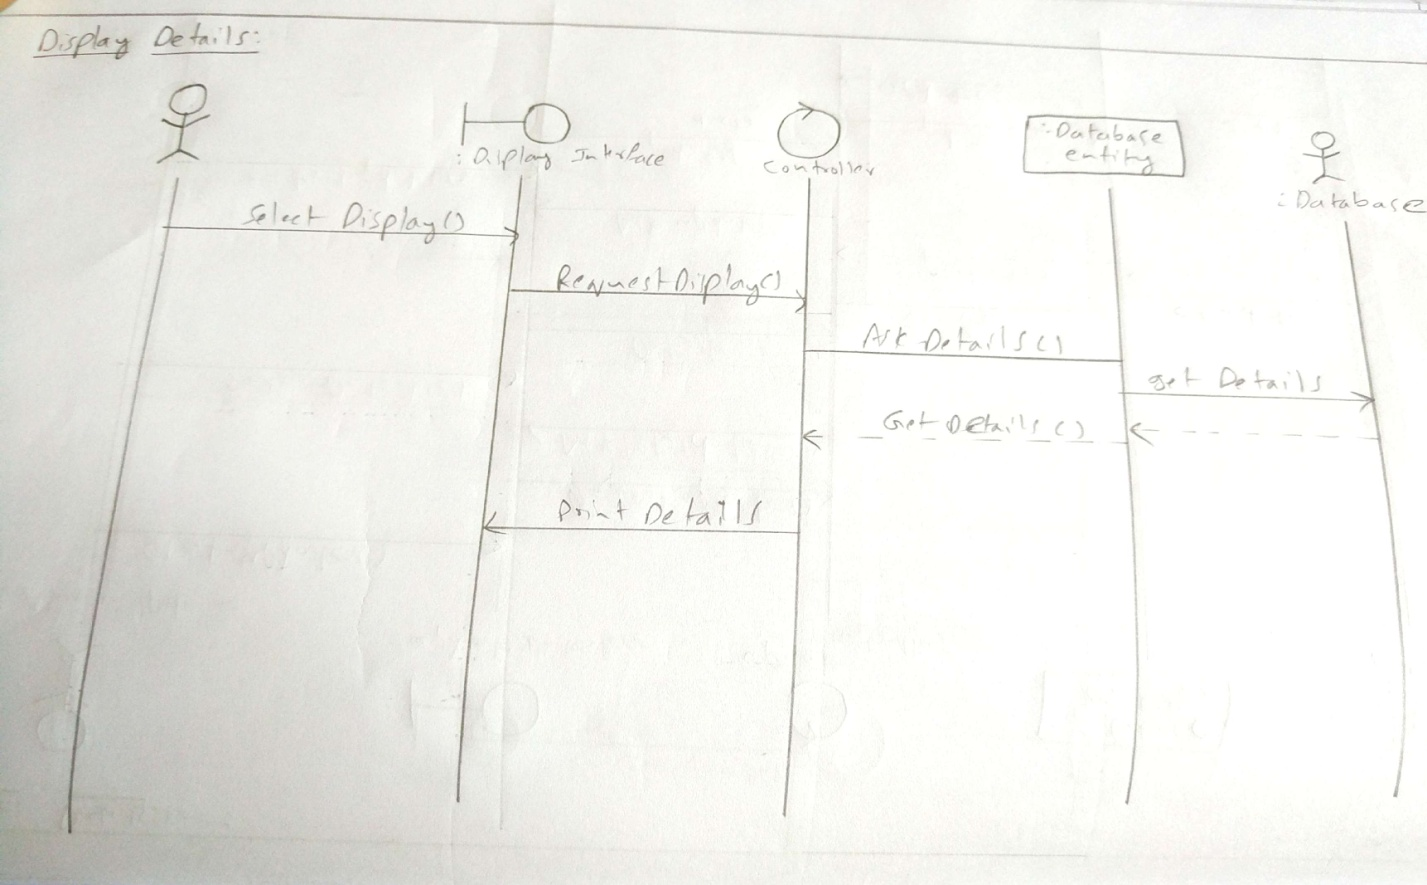 Display Details:
: Display Interface
Controller
:Database
entity
: Database
Select Display()
Request Display()
Ask Details()
get Details
Get Details ()
Print Details